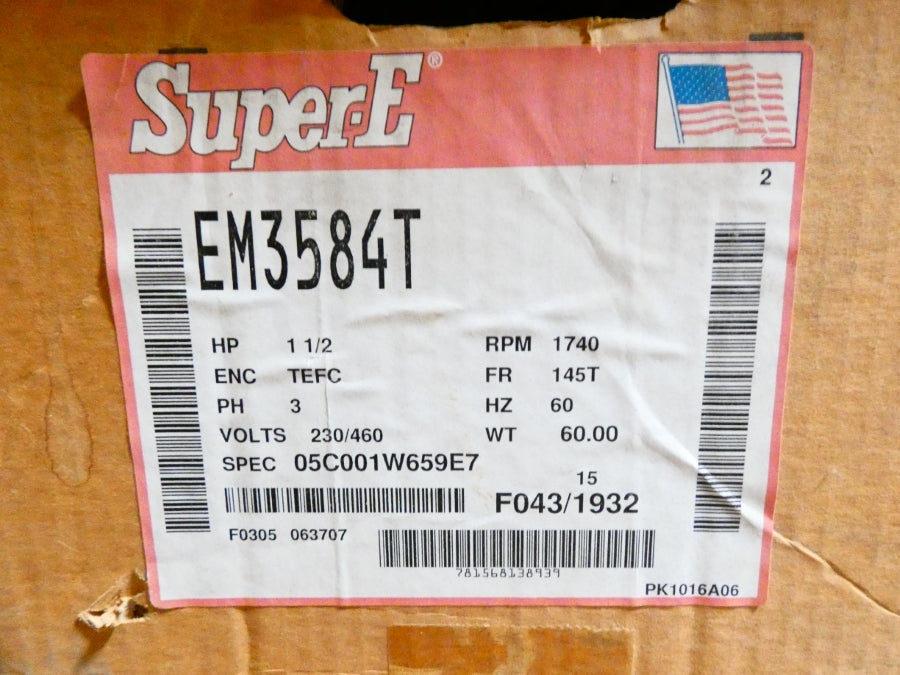 Super-E®
2
EM3584T
HP 1 1/2 RPM 1740
ENC TEFC FR 145T
PH 3 HZ 60
VOLTS 230/460 WT 60.00
SPEC 05C001W659E7
15
F043/1932
F0305 063707
781568138939
PK1016A06